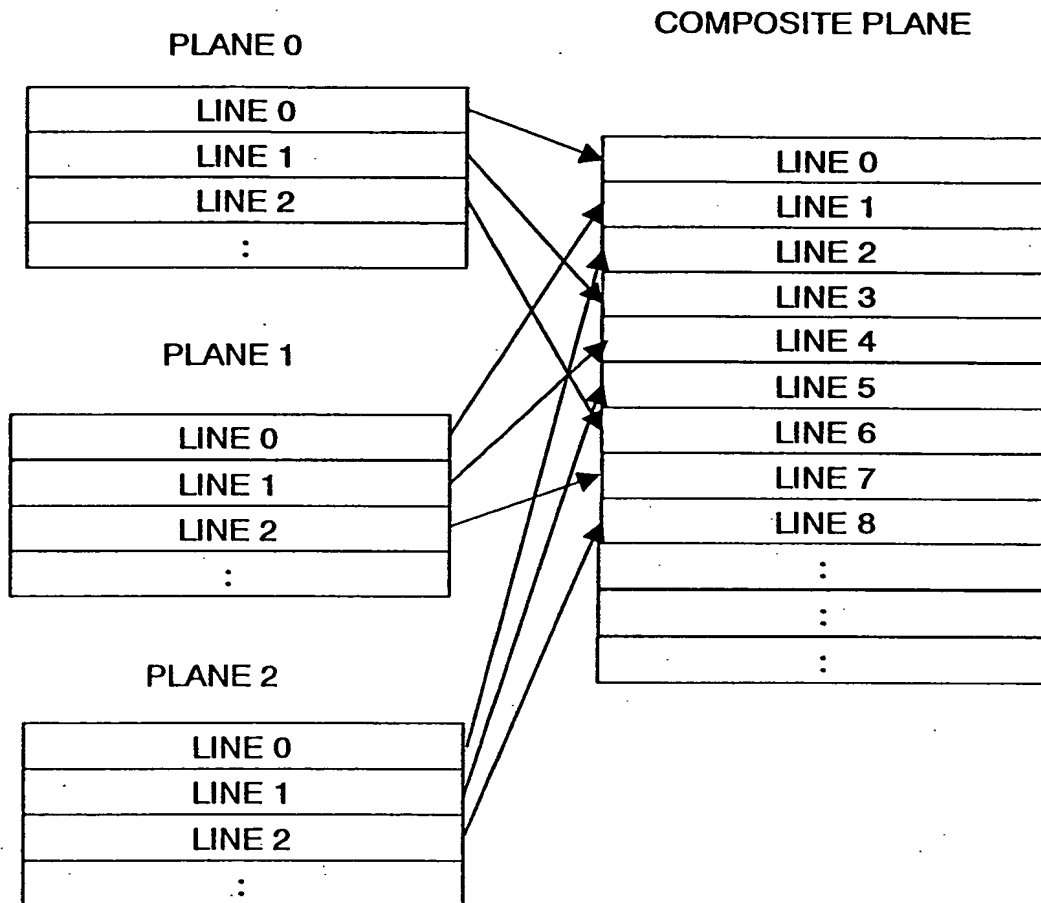 PLANE 0
LINE 0
LINE 1
LINE 2
:
PLANE 1
LINE 0
LINE 1
LINE 2
:
PLANE 2
LINE 0
LINE 1
LINE 2
:
COMPOSITE PLANE
LINE 0
LINE 1
LINE 2
LINE 3
LINE 4
LINE 5
LINE 6
LINE 7
LINE 8
:
:
: